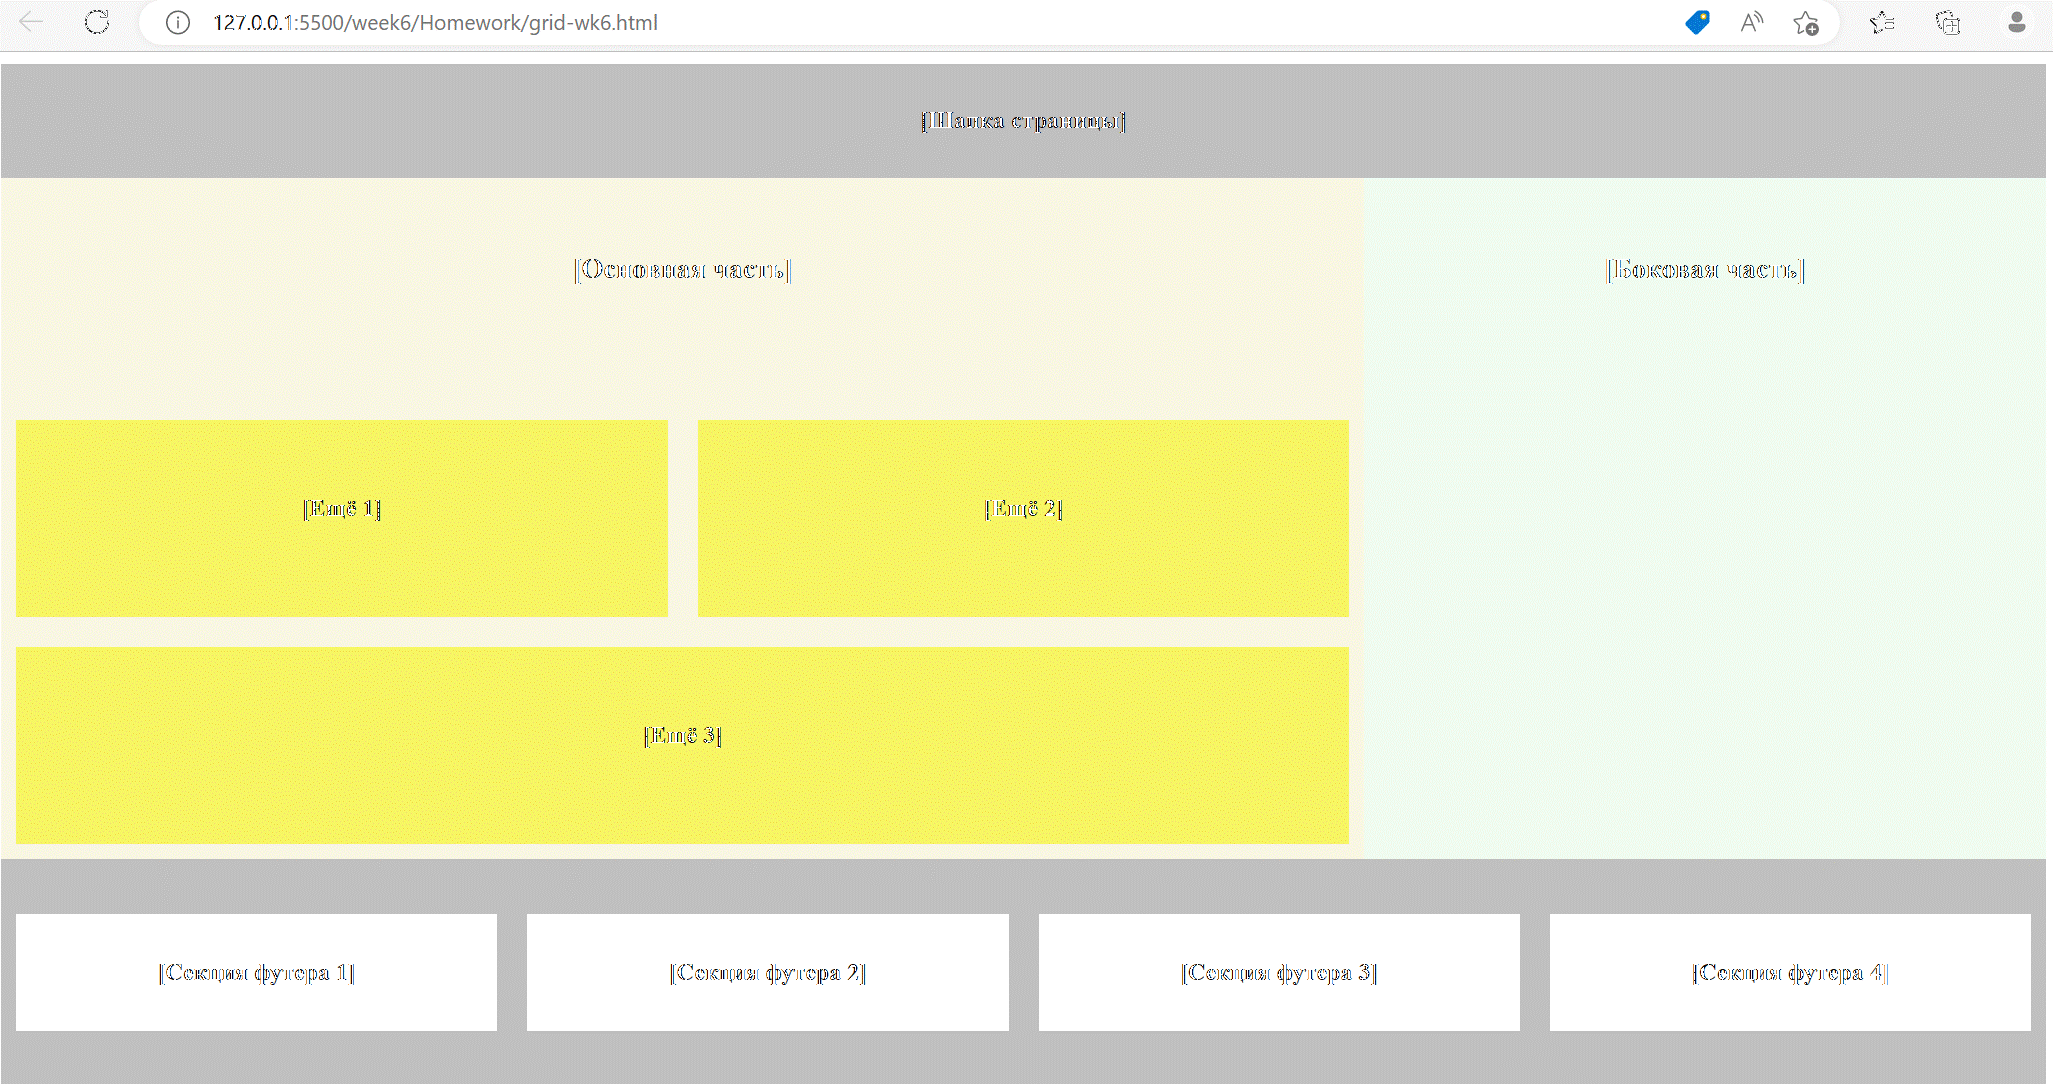 127.0.0.1:5500/week6/Homework/grid-wk6.html
[Шапка страницы]
[Основная часть]
[Боковая часть]
[Ещё 1]
[Ещё 2]
[Ещё 3]
[Секция футера 1]
[Секция футера 2]
[Секция футера 3]
[Секция футера 4]